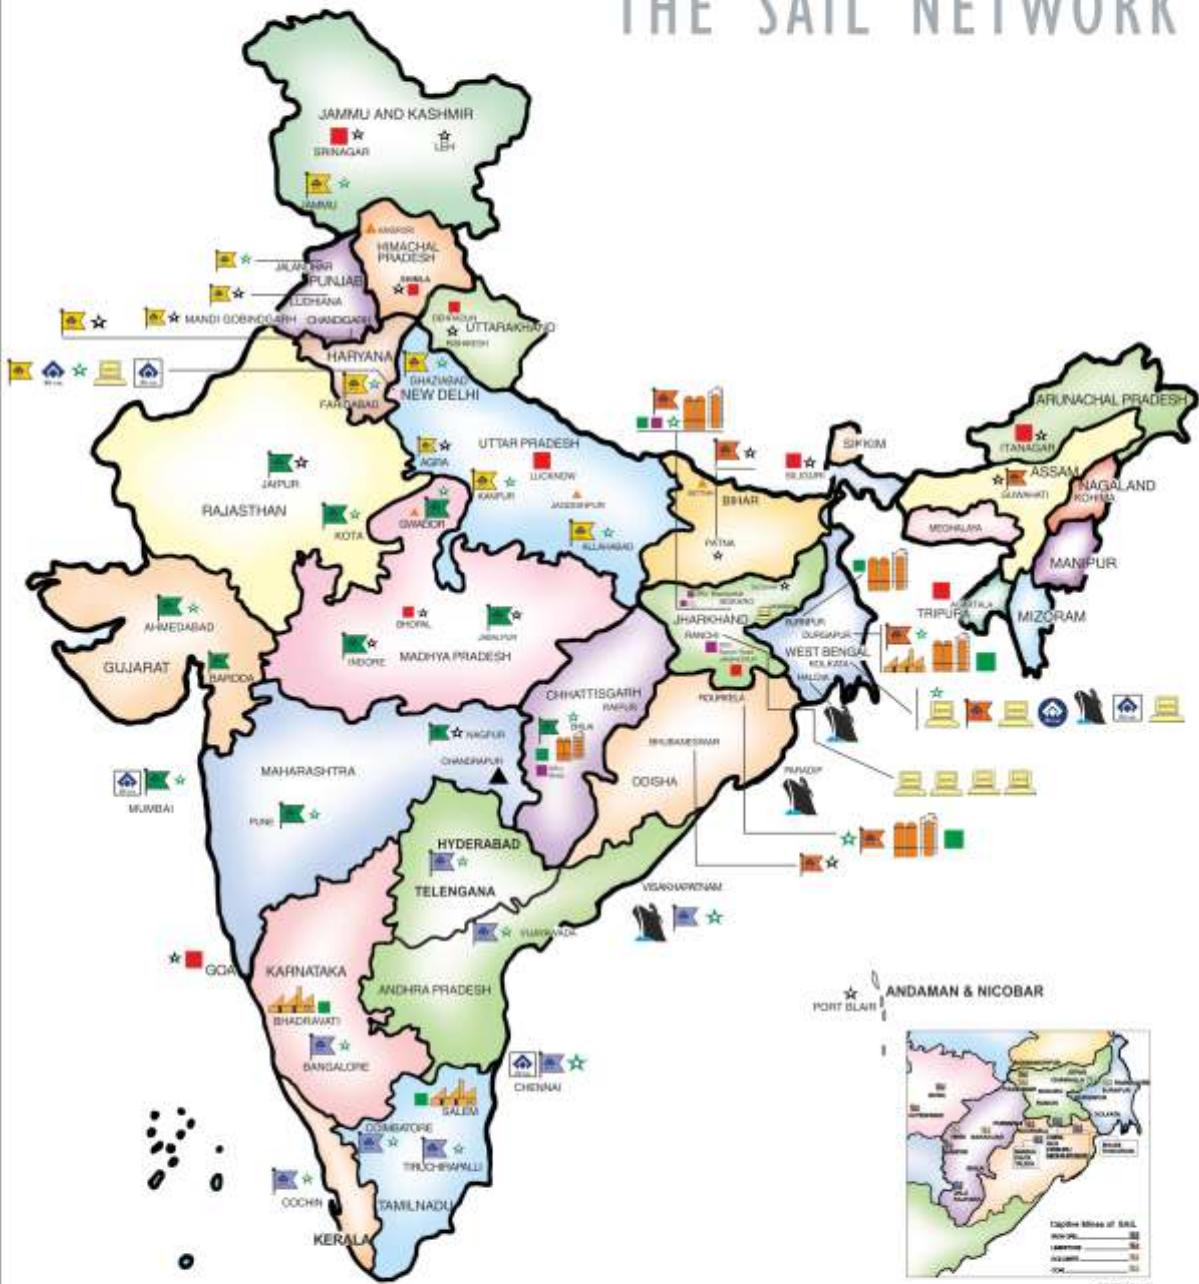 THE SAIL NETWORK
JAMMU AND KASHMIR
SRINAGAR
LEH
JAMMU
HIMACHAL
PRADESH
SHIMLA
JALANDHAR
PUNJAB
LUDHIANA
MANDI GOBINDGARH
CHANDIGARH
UTTARAKHAND
RISHIKESH
HARYANA
FARIDABAD
GHAZIABAD
NEW DELHI
ARUNACHAL PRADESH
ITANAGAR
SIKKIM
SILIGURI
ASSAM
GUWAHATI
NAGALAND
KOHIMA
UTTAR PRADESH
AGRA
LUCKNOW
KANPUR
JAGDISHPUR
ALLAHABAD
JAIPUR
RAJASTHAN
KOTA
BIHAR
PATNA
MEGHALAYA
MANIPUR
TRIPURA
MIZORAM
AHMEDABAD
GUJARAT
BARODA
BHOPAL
JABALPUR
INDORE
MADHYA PRADESH
BOKARO
JHARKHAND
RANCHI
BURNPUR
DURGAPUR
WEST BENGAL
KOLKATA
HALDIA
CHHATTISGARH
RAIPUR
BHILAI
ROURKELA
BHUBANESWAR
ODISHA
PARADIP
NAGPUR
CHANDRAPUR
MAHARASHTRA
MUMBAI
PUNE
HYDERABAD
TELENGANA
VISAKHAPATNAM
VIJAYAWADA
GOA
KARNATAKA
ANDHRA PRADESH
BHADRAVATI
BANGALORE
ANDAMAN & NICOBAR
PORT BLAIR
CHENNAI
SALEM
COIMBATORE
TIRUCHIRAPALLI
COCHIN
TAMILNADU
KERALA
Captive Mines of SAIL